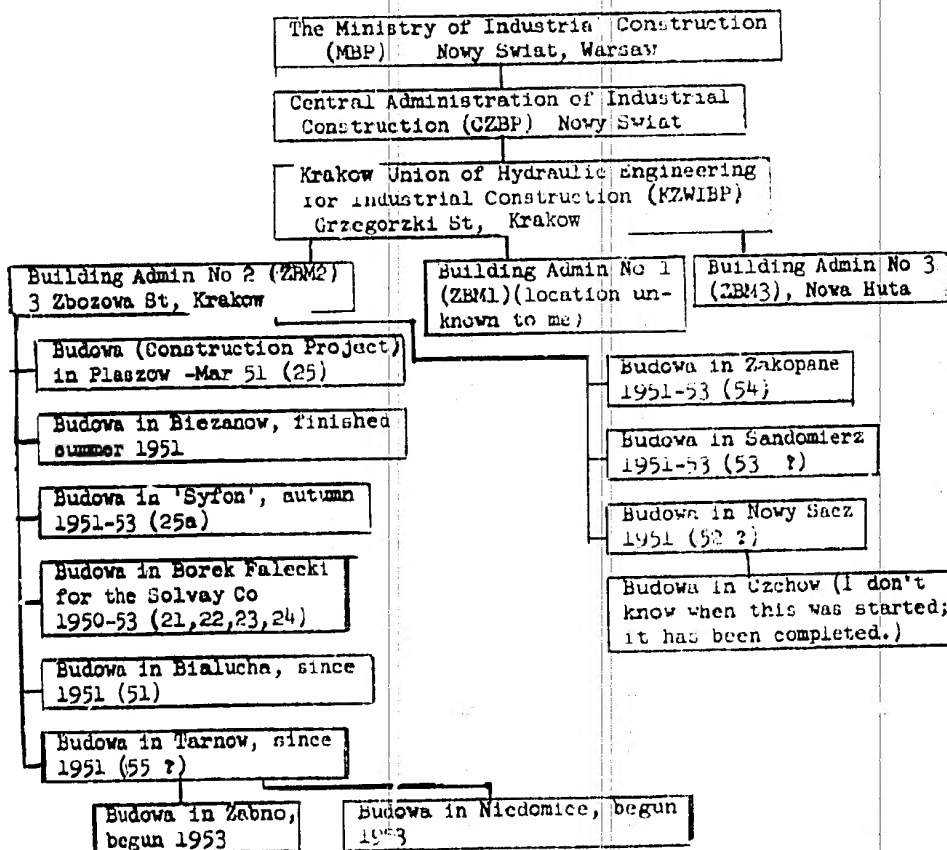 The Ministry of Industrial Construction
(MBP) Nowy Swiat, Warsaw
Central Administration of Industrial
Construction (CZBP) Nowy Swiat
Krakow Union of Hydraulic Engineering
for Industrial Construction (KZWIBP)
Grzegorzki St, Krakow
Building Admin No 2 (ZBM2)
3 Zbozowa St, Krakow
Building Admin No 1
(ZBM1)(location un-
known to me)
Building Admin No 3
(ZBM3), Nowa Huta
Budowa (Construction Project)
in Plaszow -Mar 51 (25)
Budowa in Biezanow, finished
summer 1951
Budowa in 'Syfon', autumn
1951-53 (25a)
Budowa in Borek Falecki
for the Solvay Co
1950-53 (21,22,23,24)
Budowa in Bialucha, since
1951 (51)
Budowa in Tarnow, since
1951 (55 ?)
Budowa in Zabno,
begun 1953
Budowa in Niedomice, begun
1953
Budowa in Zakopane
1951-53 (54)
Budowa in Sandomierz
1951-53 (53 ?)
Budowa in Nowy Sacz
1951 (52 ?)
Budowa in Czchow (I don't
know when this was started;
it has been completed.)